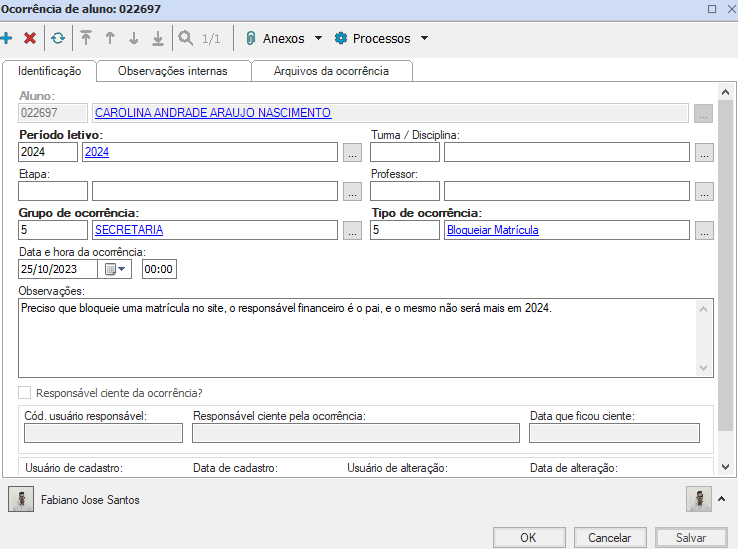 Ocorrência de aluno: 022697
1/1 Anexos Processos
Identificação Observações internas Arquivos da ocorrência
Aluno:
022697 CAROLINA ANDRADE ARAUJO NASCIMENTO ...
Período letivo: Turma / Disciplina:
2024 2024 ... ...
Etapa: Professor:
... ...
Grupo de ocorrência: Tipo de ocorrência:
5 SECRETARIA ... 5 Bloqueiar Matrícula ...
Data e hora da ocorrência:
25/10/2023 00:00
Observações:
Preciso que bloqueie uma matrícula no site, o responsável financeiro é o pai, e o mesmo não será mais em 2024.
Responsável ciente da ocorrência?
Cód. usuário responsável: Responsável ciente pela ocorrência: Data que ficou ciente:
Usuário de cadastro: Data de cadastro: Usuário de alteração: Data de alteração:
Fabiano Jose Santos
OK Cancelar Salvar